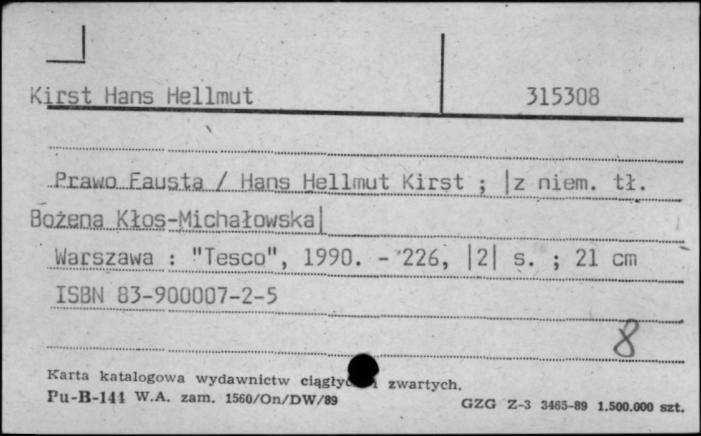 Kirst Hans Hellmut 315308
Prawo Fausta / Hans Hellmut Kirst ; |z niem. tł.
Bożena Kłos-Michałowska|
Warszawa : "Tesco", 1990. - 226, |2| s. ; 21 cm
ISBN 83-900007-2-5
8
Karta katalogowa wydawnictw i zwartych.
Pu-B-144 W.A. zam. 1560/On/DW/89 GZG Z-3 3465-89 1.500.000 szt.